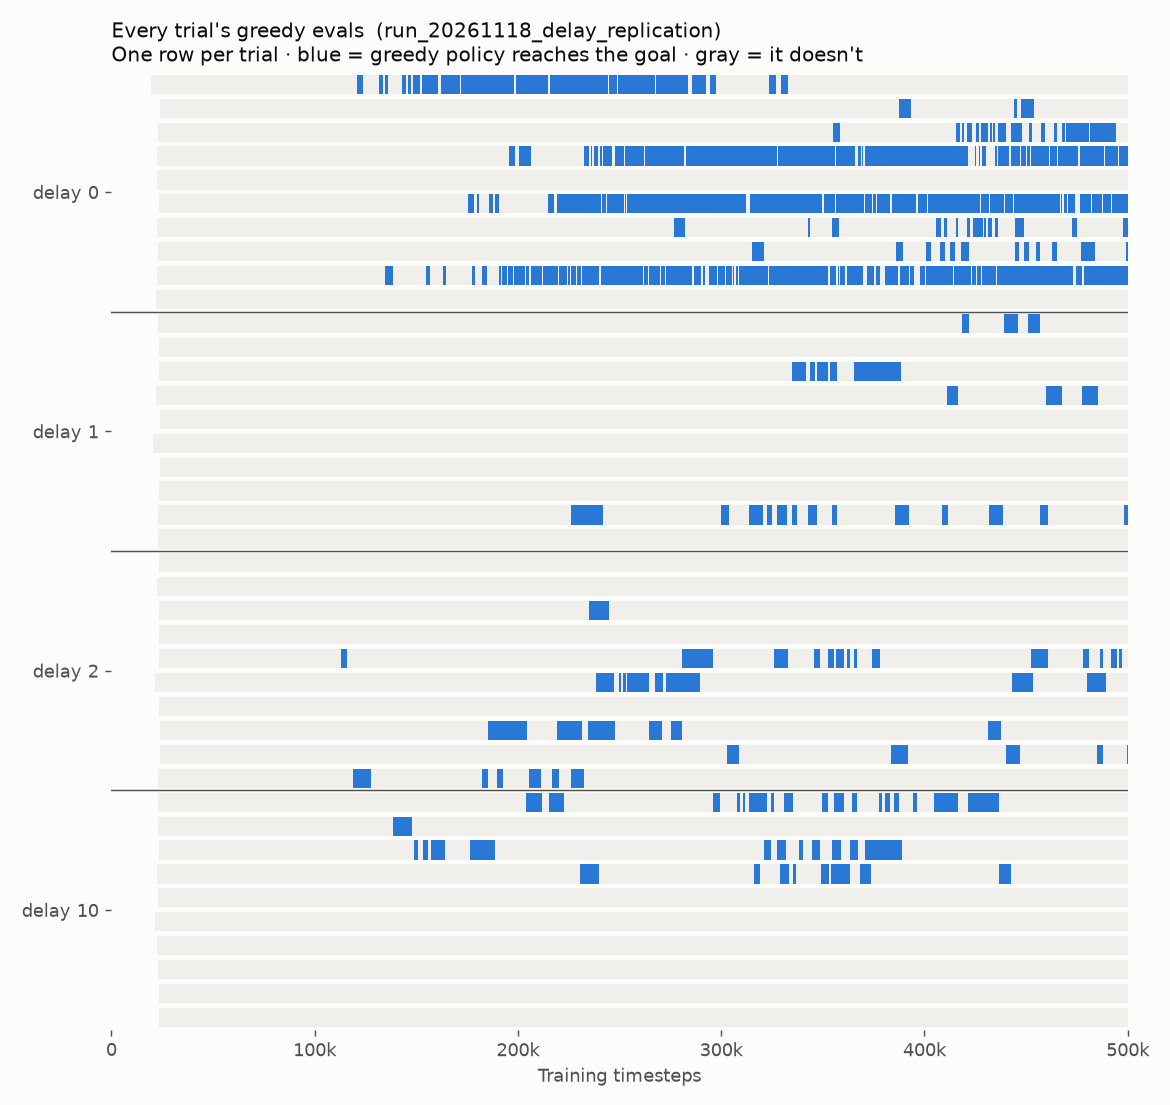 Every trial's greedy evals  (run_20261118_delay_replication)
One row per trial · blue = greedy policy reaches the goal · gray = it doesn't
delay 0
delay 1
delay 2
delay 10
0
100k
200k
300k
400k
500k
Training timesteps